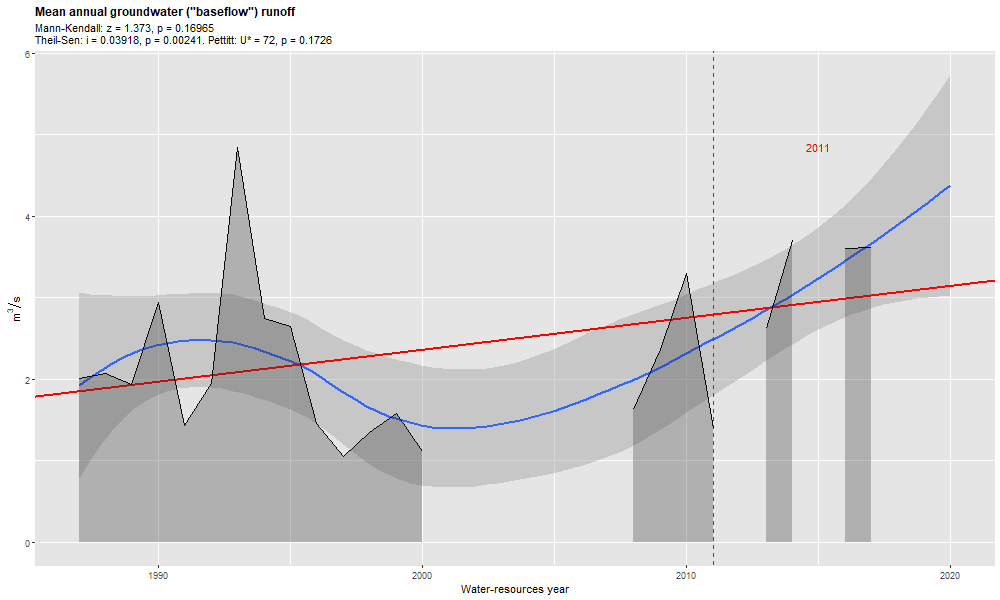 Mean annual groundwater ("baseflow") runoff
Mann-Kendall: z = 1.373, p = 0.16965
Theil-Sen: i = 0.03918, p = 0.00241. Pettitt: U* = 72, p = 0.1726
6
2011
4
m³/s
2
0
1990
2000
2010
2020
Water-resources year